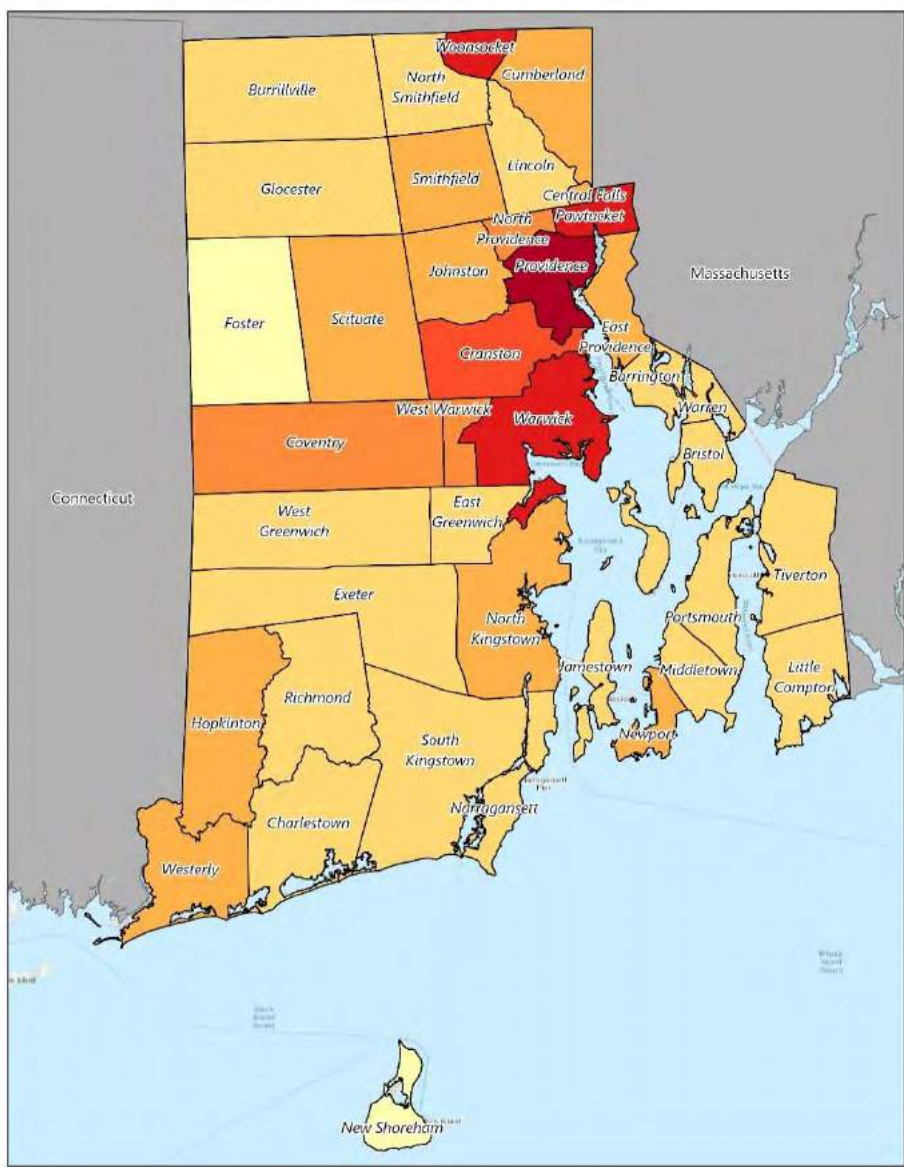 Woonsocket
Burrillville
North
Smithfield
Cumberland
Lincoln
Glocester
Smithfield
Central Falls
Pawtucket
North
Providence
Providence
Johnston
Massachusetts
Foster
Scituate
East
Providence
Cranston
Barrington
West Warwick
Warwick
Warren
Coventry
Bristol
Connecticut
West
Greenwich
East
Greenwich
Tiverton
Exeter
North
Kingstown
Portsmouth
Jamestown
Middletown
Little
Compton
Richmond
Hopkinton
Newport
South
Kingstown
Narragansett
Charlestown
Westerly
New Shoreham